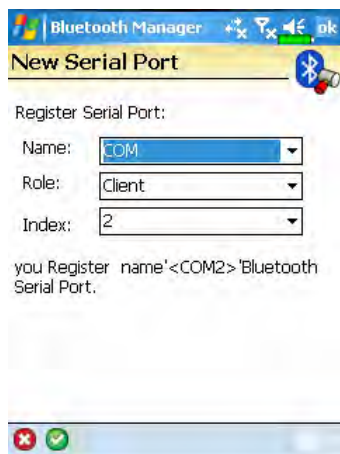 Bluetooth Manager ok
New Serial Port
Register Serial Port:
Name: COM
Role: Client
Index: 2
you Regist name'<COM2>'Bluetooth
Serial Port.